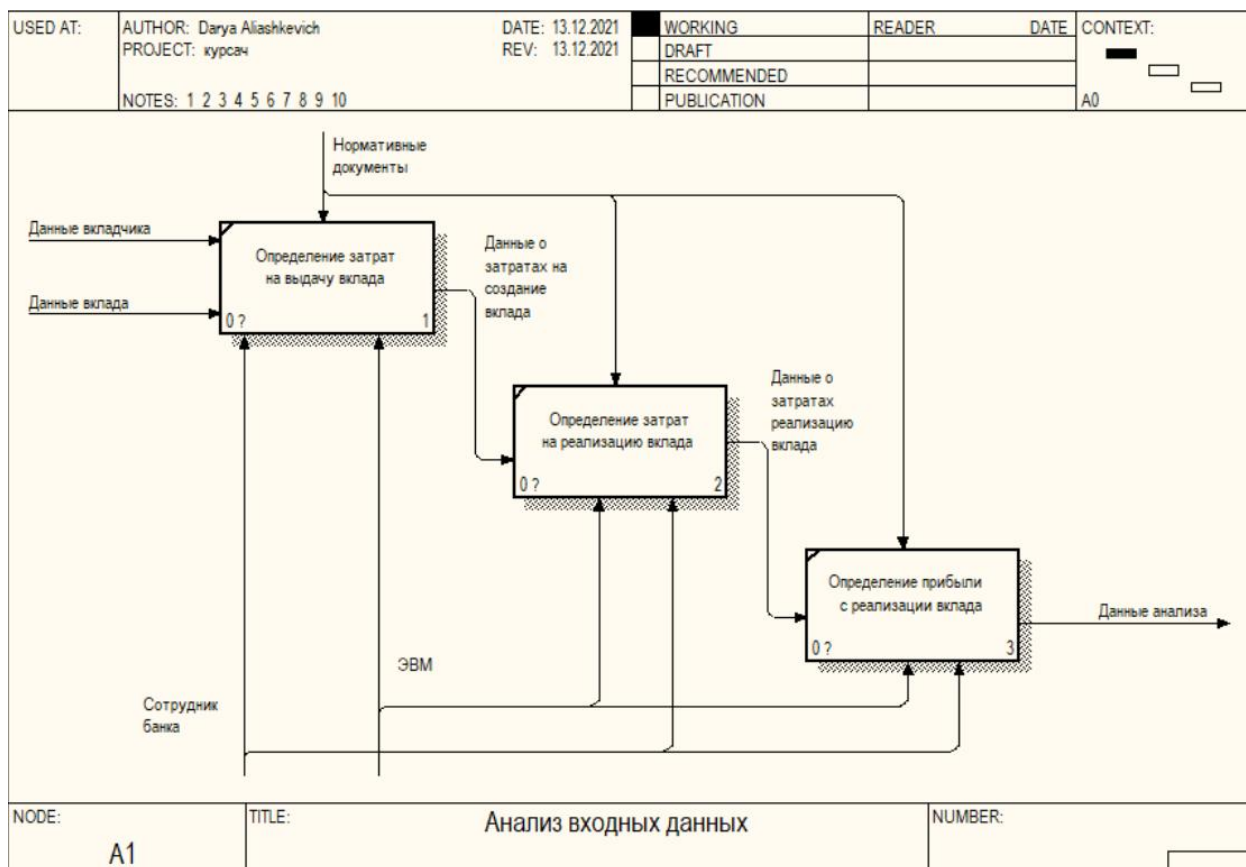 USED AT:
AUTHOR: Darya Aliashkevich
DATE: 13.12.2021
PROJECT: курсач
REV: 13.12.2021
NOTES: 1 2 3 4 5 6 7 8 9 10
WORKING
DRAFT
RECOMMENDED
PUBLICATION
READER
DATE
CONTEXT:
A0
Нормативные
документы
Данные вкладчика
Данные вклада
Определение затрат
на выдачу вклада
0 ?
1
Данные о
затратах на
создание
вклада
Определение затрат
на реализацию вклада
0 ?
2
Данные о
затратах
реализацию
вклада
Определение прибыли
с реализации вклада
0 ?
3
Данные анализа
ЭВМ
Сотрудник
банка
NODE:
A1
TITLE:
Анализ входных данных
NUMBER: